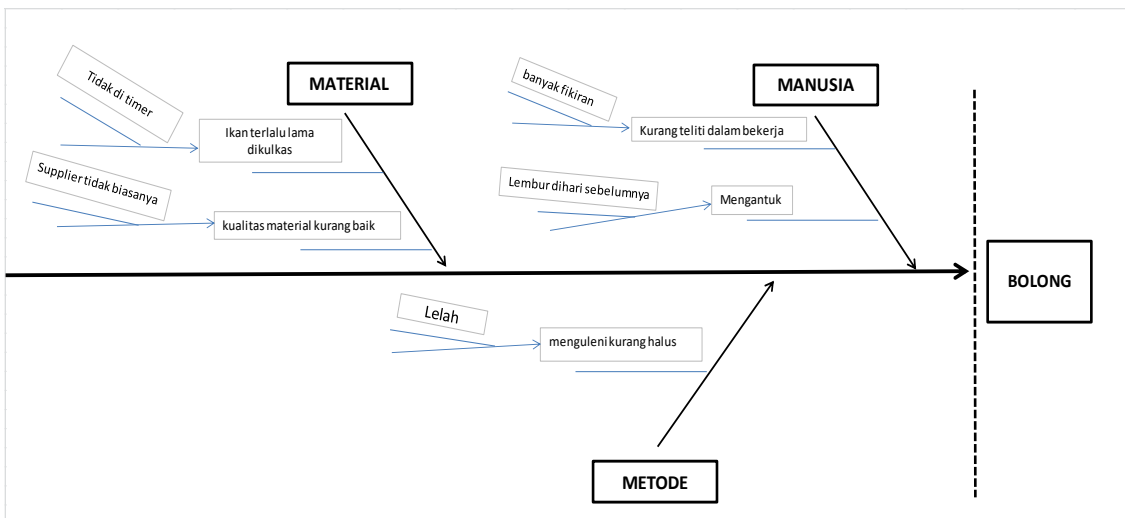 MATERIAL
Tidak di timer
Ikan terlalu lama
dikulkas
Supplier tidak biasanya
kualitas material kurang baik
MANUSIA
banyak fikiran
Kurang teliti dalam bekerja
Lembur dihari sebelumnya
Mengantuk
BOLONG
Lelah
menguleni kurang halus
METODE